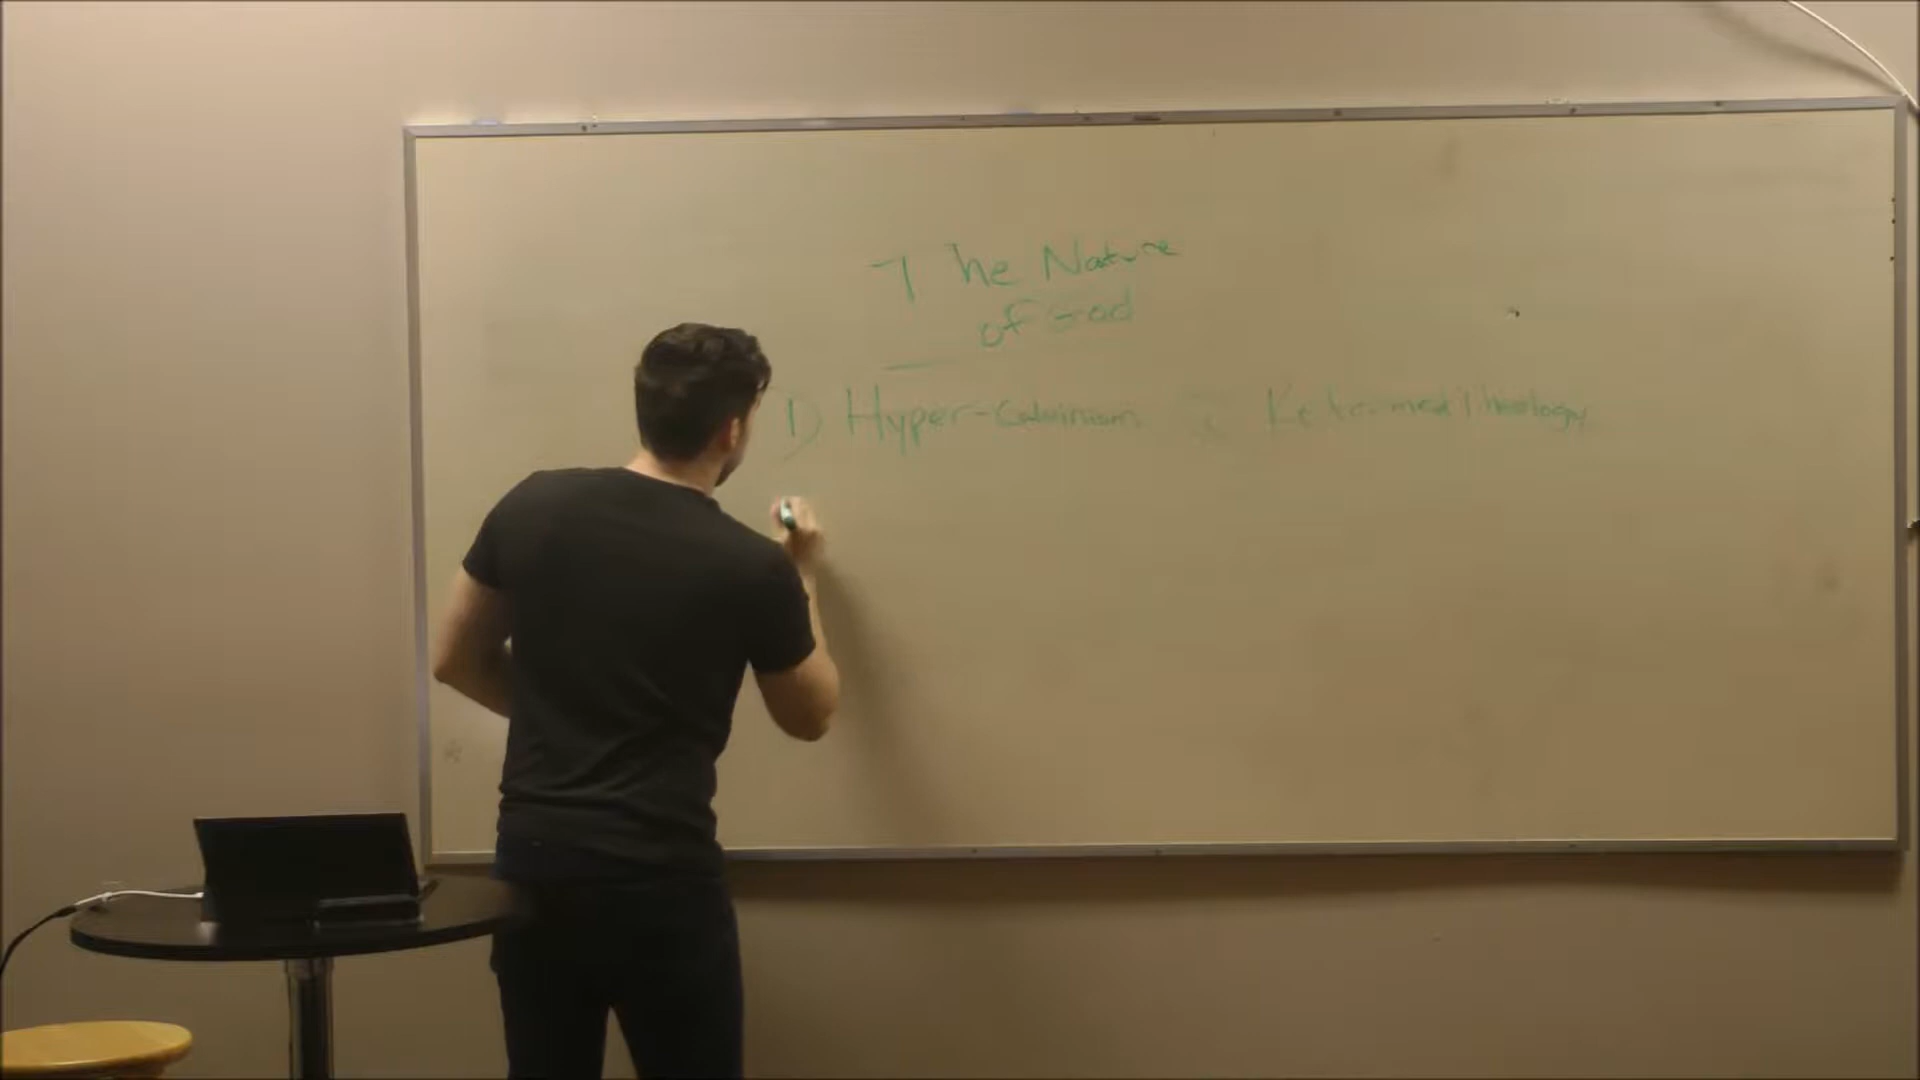 The Nature
of God
1) Hyper-Calvinism Reformed Theology